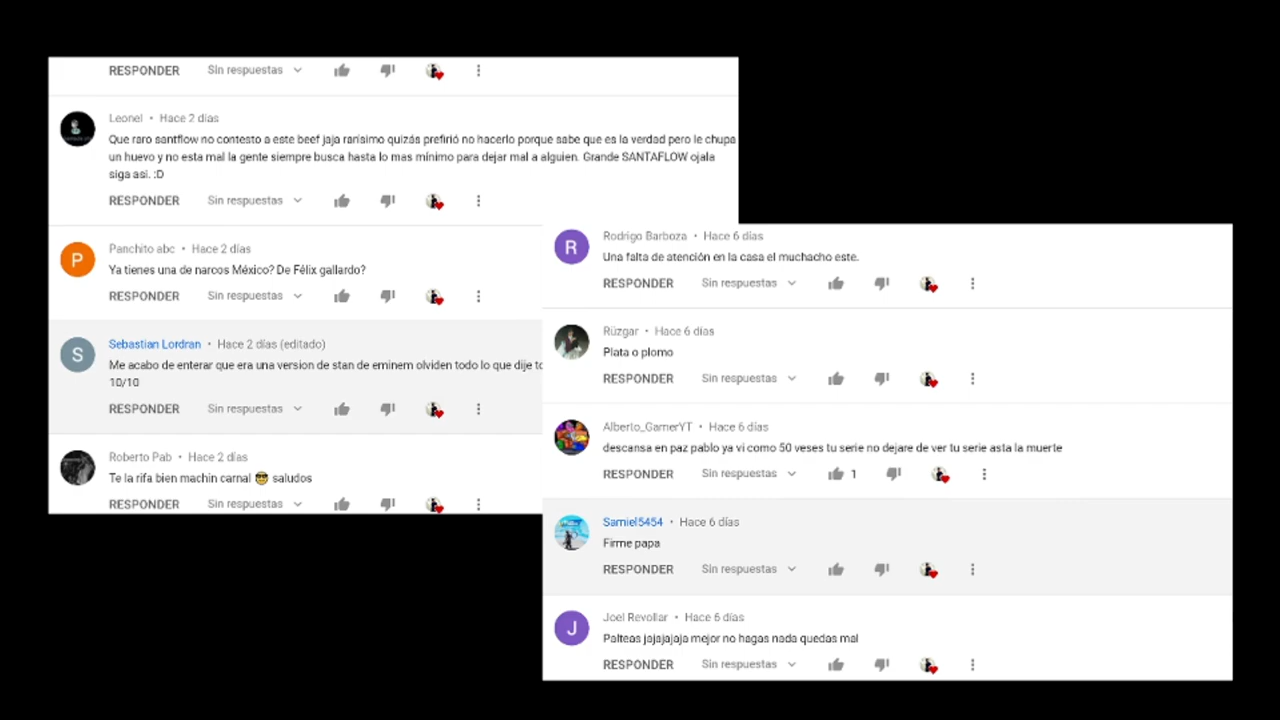 RESPONDER Sin respuestas
Leonel • Hace 2 días
Que raro santflow no contesto a este beef jaja rarísimo quizás prefirió no hacerlo porque sabe que es la verdad pero le chupa
un huevo y no esta mal la gente siempre busca hasta lo mas mínimo para dejar mal a alguien. Grande SANTAFLOW ojala
siga asi. :D
RESPONDER Sin respuestas
P
Panchito abc • Hace 2 días
Ya tienes una de narcos México? De Félix gallardo?
RESPONDER Sin respuestas
S
Sebastian Lordran • Hace 2 días (editado)
Me acabo de enterar que era una version de stan de eminem olviden todo lo que dije
10/10
RESPONDER Sin respuestas
Roberto Pab • Hace 2 días
Te la rifa bien machin carnal 😎 saludos
RESPONDER Sin respuestas
R
Rodrigo Barboza • Hace 6 días
Una falta de atención en la casa el muchacho este.
RESPONDER Sin respuestas
Rüzgar • Hace 6 días
Plata o plomo
RESPONDER Sin respuestas
Alberto_GamerYT • Hace 6 días
descansa en paz pablo ya vi como 50 veses tu serie no dejare de ver tu serie asta la muerte
RESPONDER Sin respuestas 1
Samiel5454 • Hace 6 días
Firme papa
RESPONDER Sin respuestas
J
Joel Revollar • Hace 6 días
Palteas jajajajaja mejor no hagas nada quedas mal
RESPONDER Sin respuestas